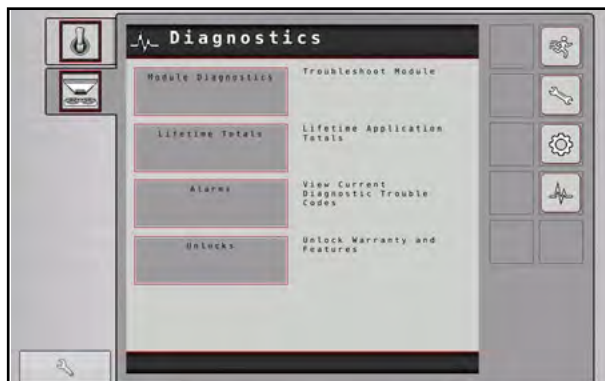 Diagnostics
Module Diagnostics
Troubleshoot Module
Lifetime Totals
Lifetime Application
Totals
Alarms
View Current
Diagnostic Trouble
Codes
Unlocks
Unlock Warranty and
Features